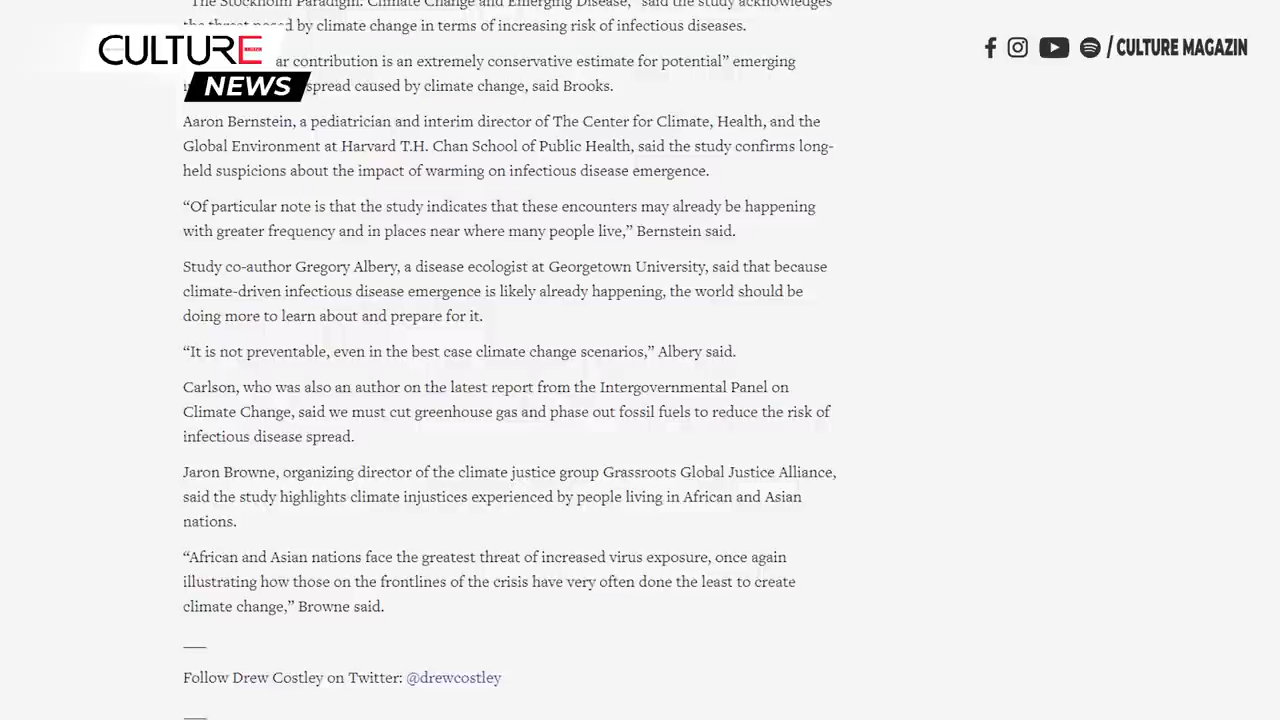 "The Stockholm Paradigm: Climate Change and Emerging Disease," said the study acknowledges
the threat posed by climate change in terms of increasing risk of infectious diseases.
CULTURE
/ CULTURE MAGAZIN
ar contribution is an extremely conservative estimate for potential” emerging
NEWS
spread caused by climate change, said Brooks.
Aaron Bernstein, a pediatrician and interim director of The Center for Climate, Health, and the
Global Environment at Harvard T.H. Chan School of Public Health, said the study confirms long-
held suspicions about the impact of warming on infectious disease emergence.
“Of particular note is that the study indicates that these encounters may already be happening
with greater frequency and in places near where many people live,” Bernstein said.
Study co-author Gregory Albery, a disease ecologist at Georgetown University, said that because
climate-driven infectious disease emergence is likely already happening, the world should be
doing more to learn about and prepare for it.
“It is not preventable, even in the best case climate change scenarios,” Albery said.
Carlson, who was also an author on the latest report from the Intergovernmental Panel on
Climate Change, said we must cut greenhouse gas and phase out fossil fuels to reduce the risk of
infectious disease spread.
Jaron Browne, organizing director of the climate justice group Grassroots Global Justice Alliance,
said the study highlights climate injustices experienced by people living in African and Asian
nations.
“African and Asian nations face the greatest threat of increased virus exposure, once again
illustrating how those on the frontlines of the crisis have very often done the least to create
climate change,” Browne said.
Follow Drew Costley on Twitter: @drewcostley